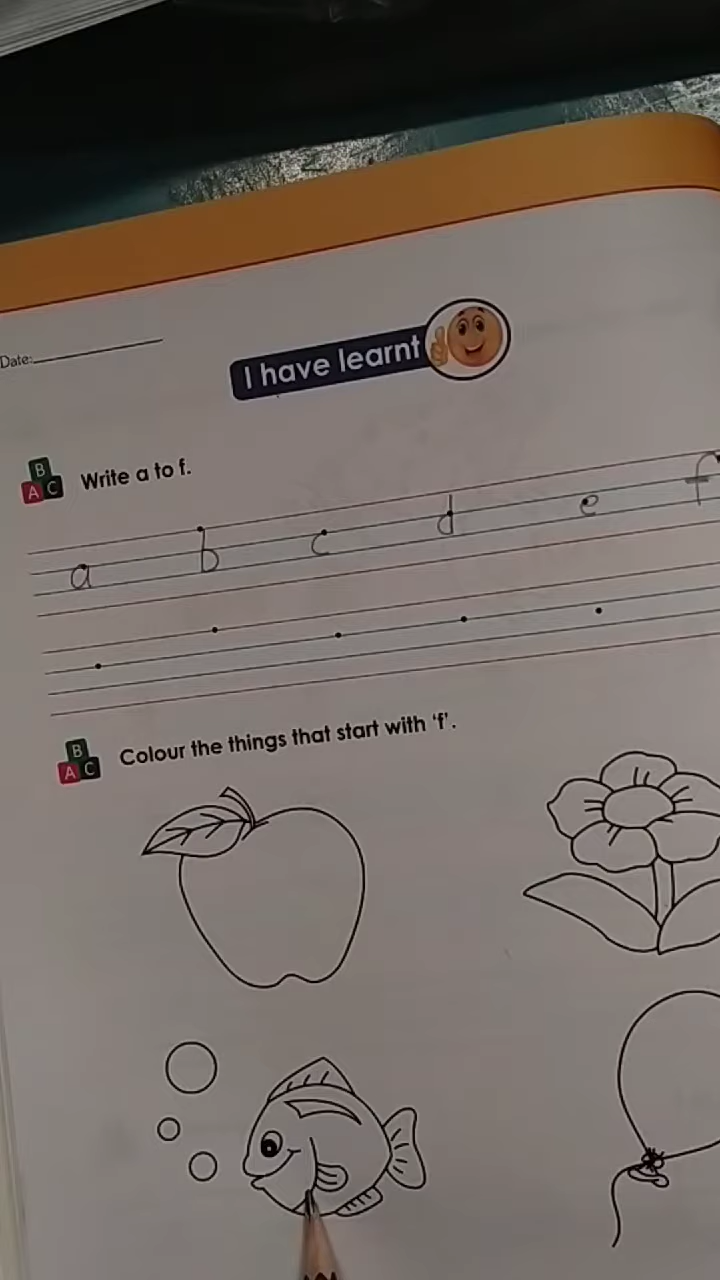 Date:
I have learnt
B
A C
Write a to f.
a b c d e f
B
A C
Colour the things that start with 'f'.